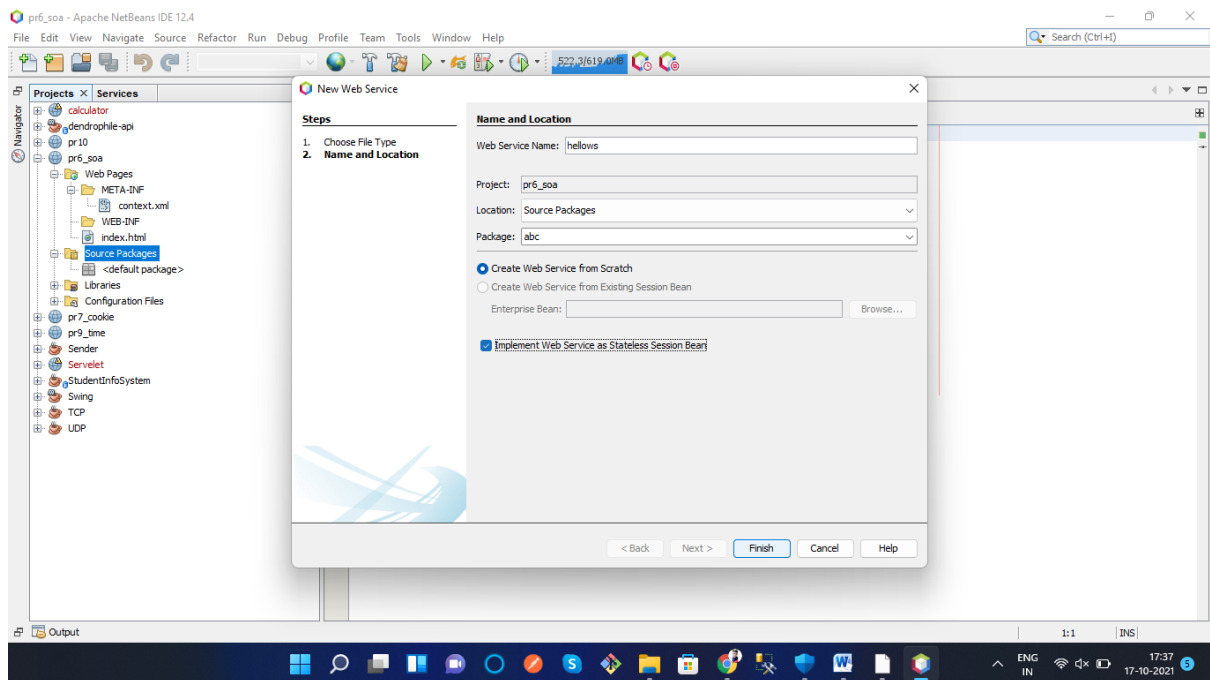 pr6_soa - Apache NetBeans IDE 12.4
File Edit View Navigate Source Refactor Run Debug Profile Team Tools Window Help
Search (Ctrl+I)
522.3/619.0MB
Projects × Services
Navigator
calculator
dendrophile-api
pr10
pr6_soa
Web Pages
META-INF
context.xml
WEB-INF
index.html
Source Packages
<default package>
Libraries
Configuration Files
pr7_cookie
pr9_time
Sender
Servelet
StudentInfoSystem
Swing
TCP
UDP
New Web Service
Steps
1. Choose File Type
2. Name and Location
Name and Location
Web Service Name: hellows
Project: pr6_soa
Location: Source Packages
Package: abc
Create Web Service from Scratch
Create Web Service from Existing Session Bean
Enterprise Bean: Browse...
Implement Web Service as Stateless Session Bean
< Back Next > Finish Cancel Help
Output
1:1 INS
ENG
IN
17:37
17-10-2021
5